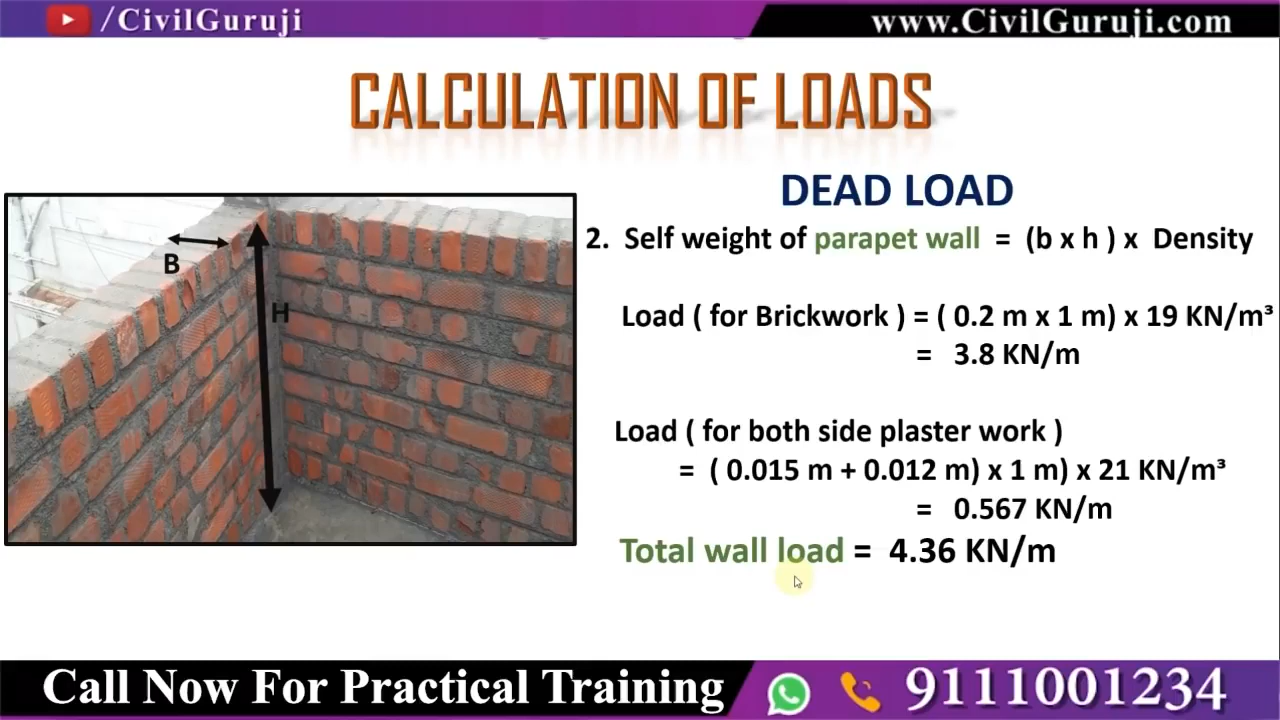 /CivilGuruji
www.CivilGuruji.com
CALCULATION OF LOADS
DEAD LOAD
2. Self weight of parapet wall = (b x h ) x Density
B
H
Load ( for Brickwork ) = ( 0.2 m x 1 m) x 19 KN/m³
= 3.8 KN/m
Load ( for both side plaster work )
= ( 0.015 m + 0.012 m) x 1 m) x 21 KN/m³
= 0.567 KN/m
Total wall load = 4.36 KN/m
Call Now For Practical Training
9111001234